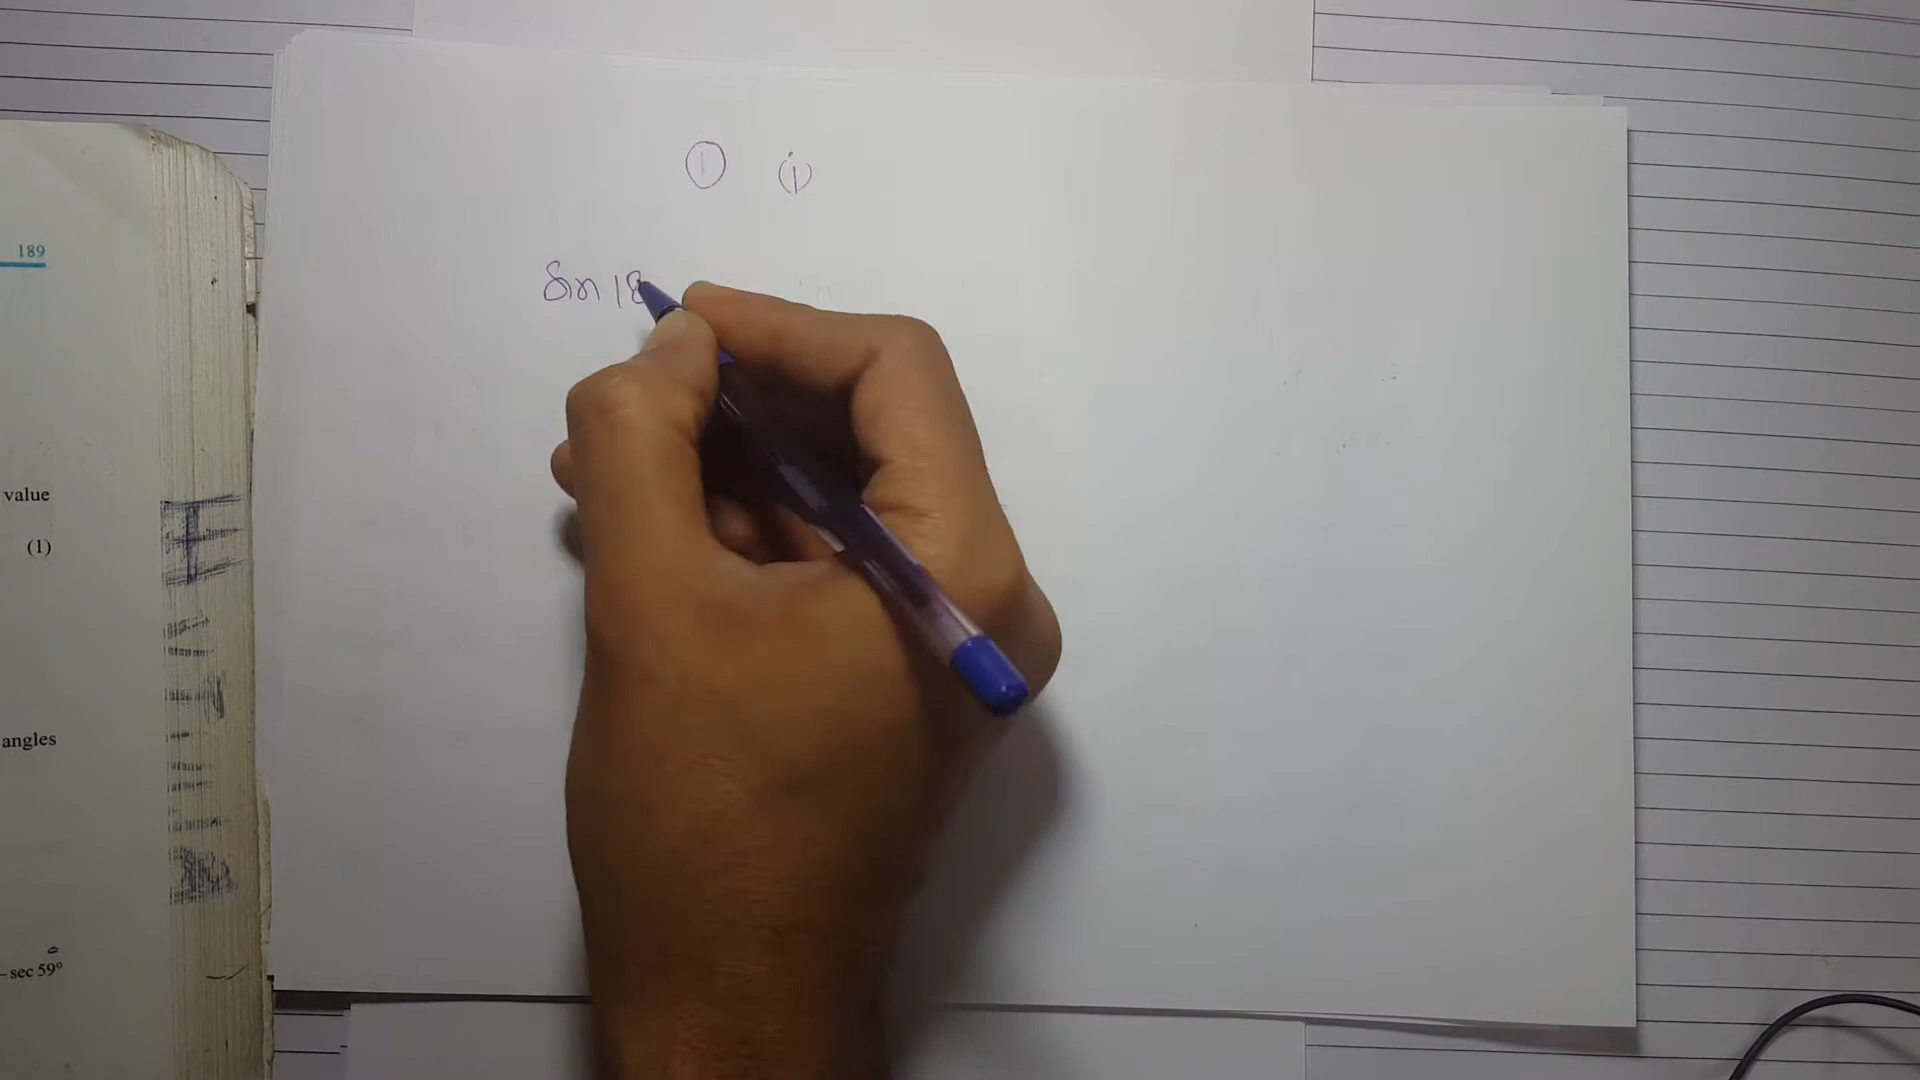 189
value
(1)
angles
– sec 59°
① (i)
Sin 18